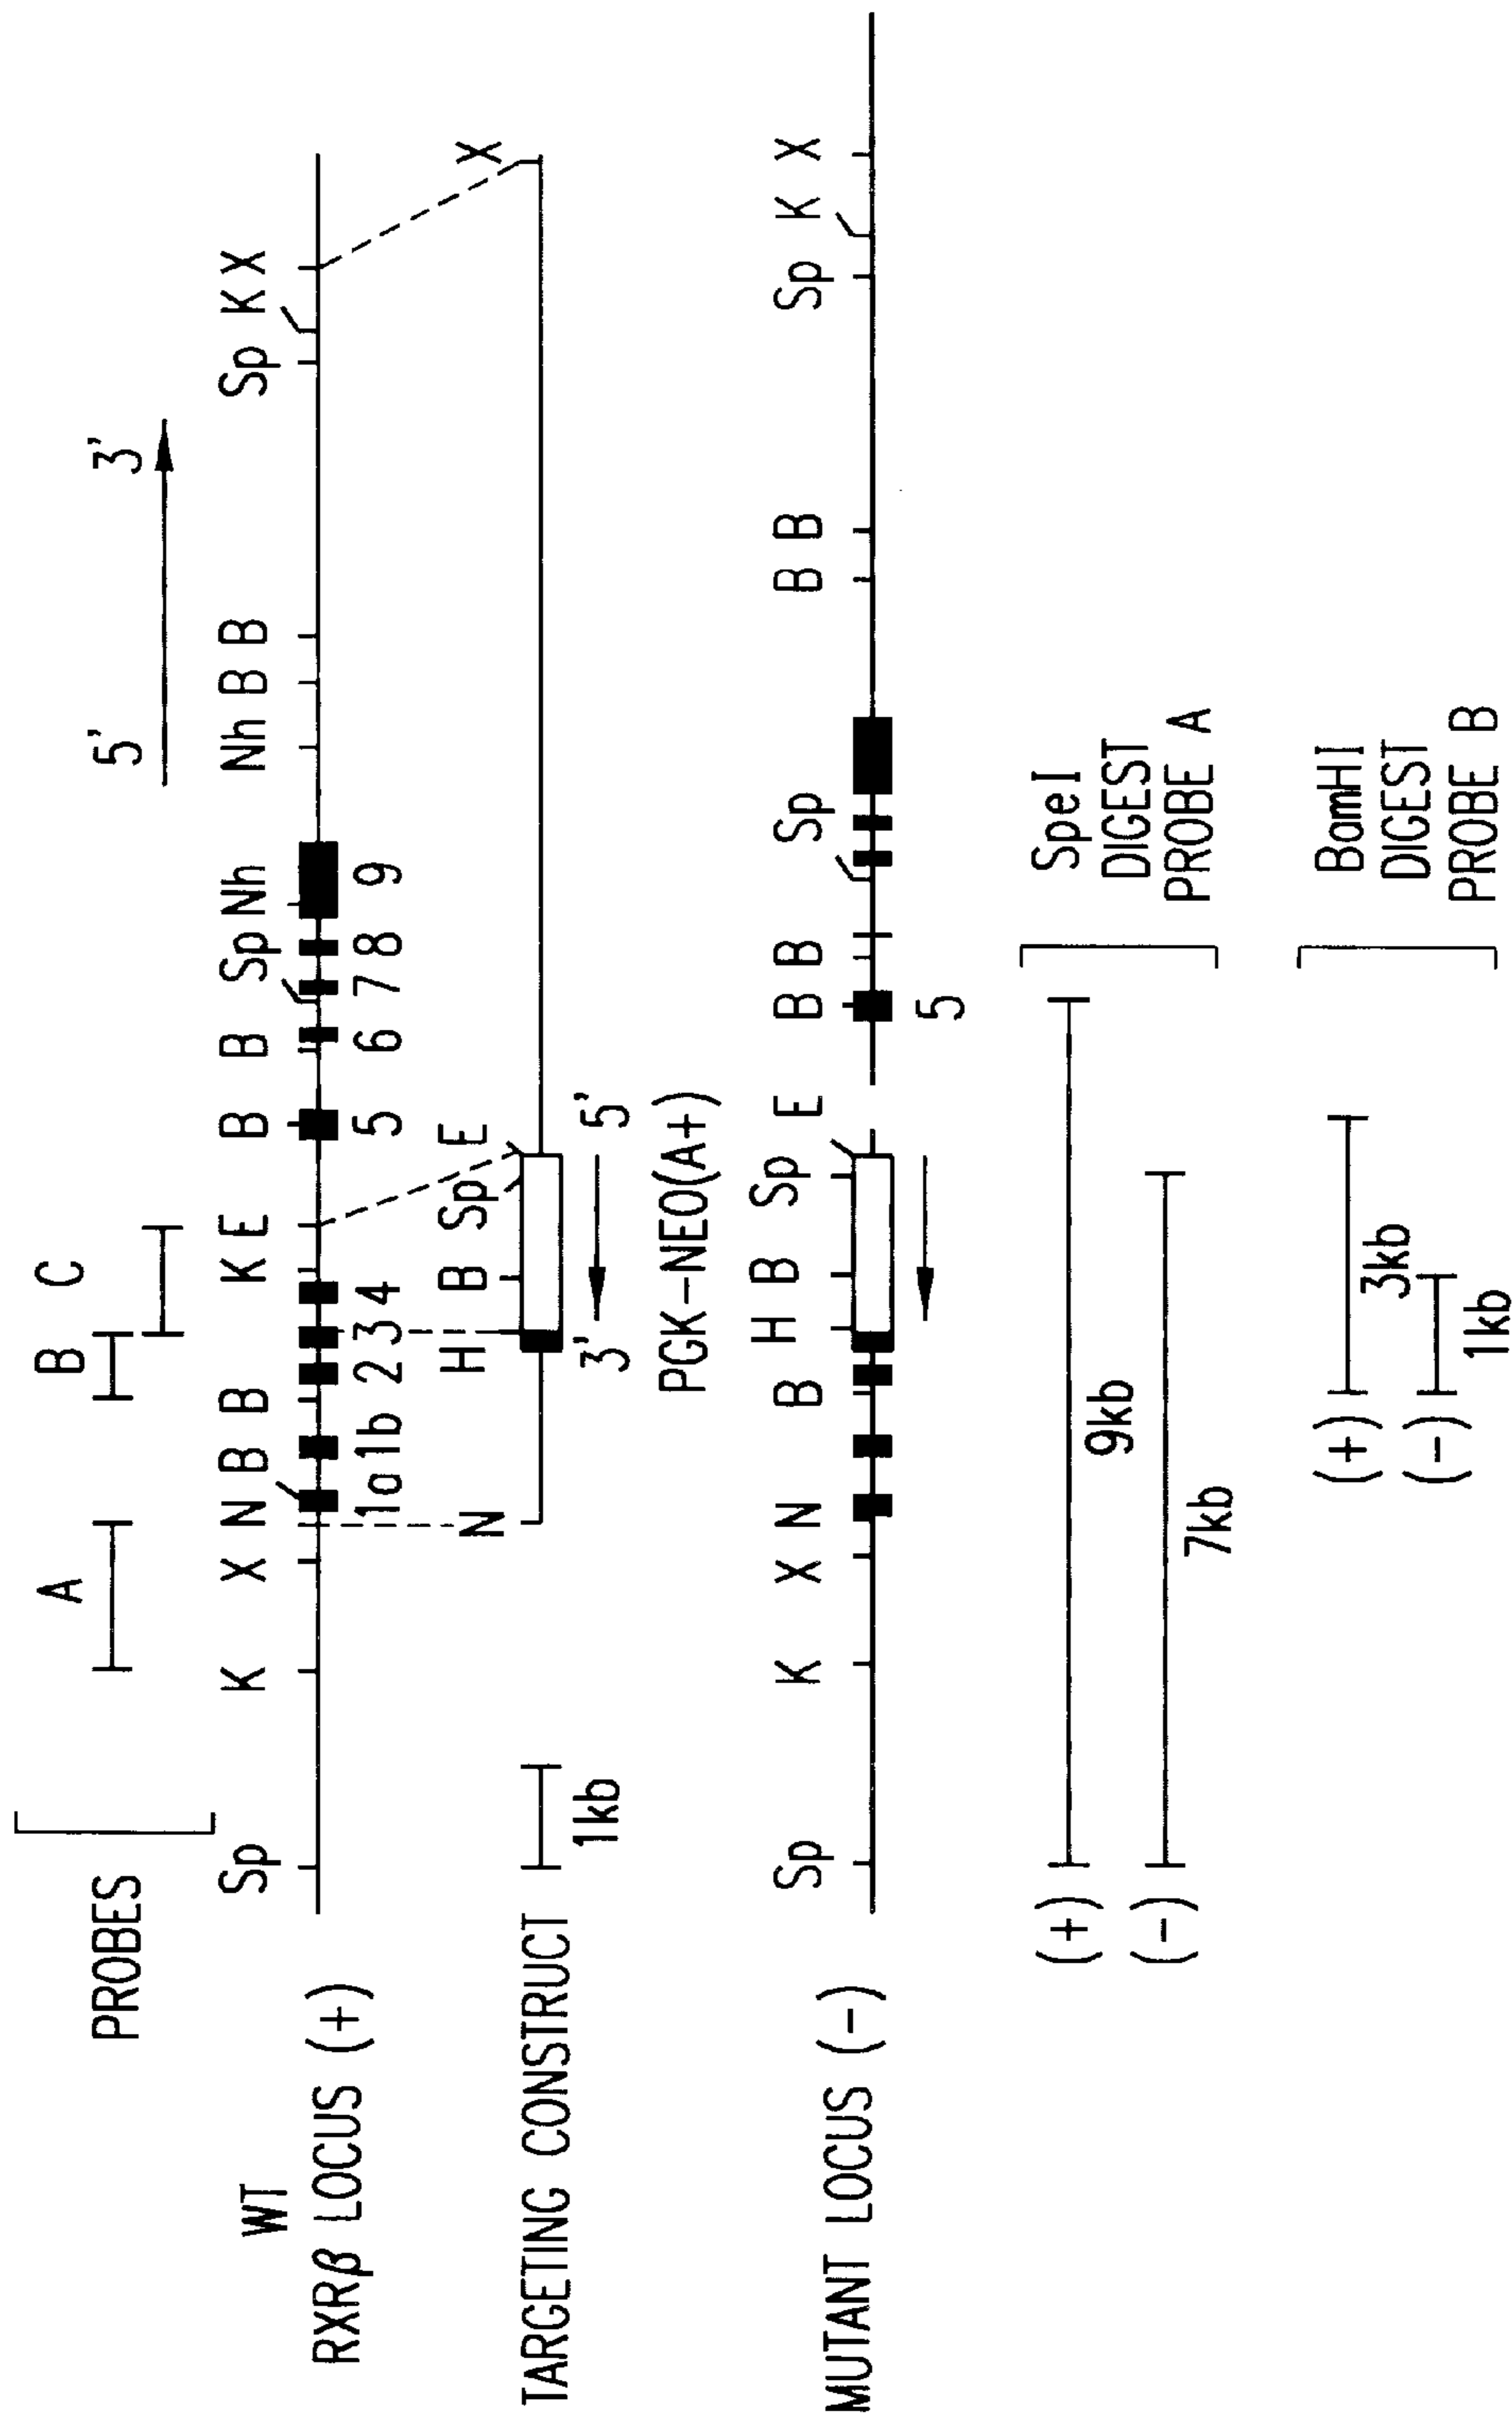 A
B
C
PROBES
5' 3'
Sp K X N B B K E B B Sp Nh Nh B B Sp K X
WT
RXRβ LOCUS (+)
1a 1b 2 3 4 5 6 7 8 9
N H B Sp E X
TARGETING CONSTRUCT
1kb
3' 5'
PGK-NEO(A+)
Sp K X N B H B Sp E B B Sp B B Sp K X
MUTANT LOCUS (-)
5
(+)
9kb
(-)
7kb
SpeI
DIGEST
PROBE A
(+)
3kb
(-)
1kb
BamHI
DIGEST
PROBE B